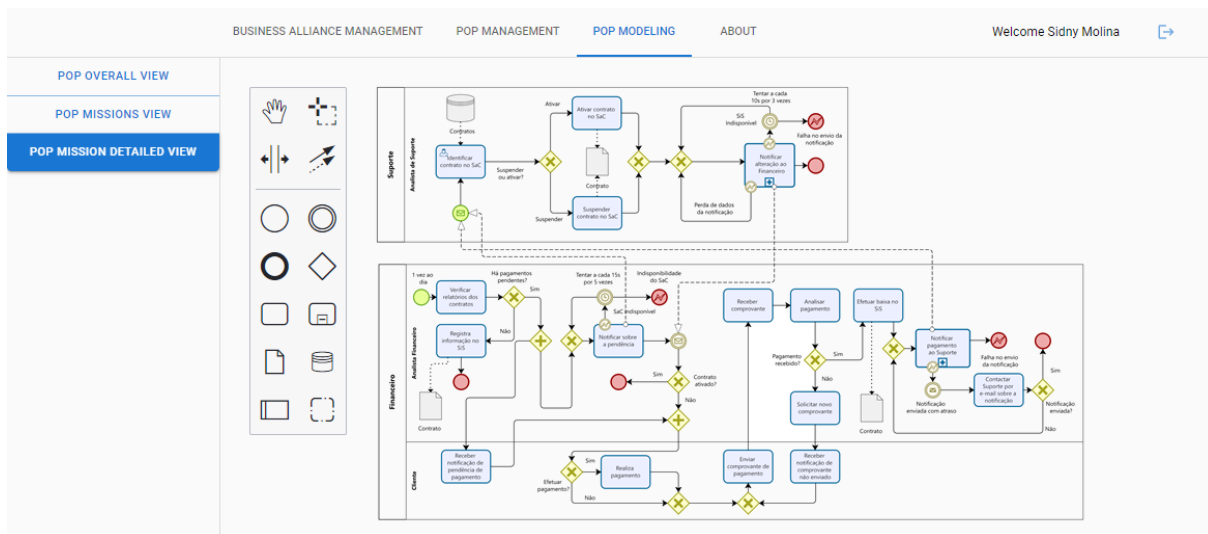 BUSINESS ALLIANCE MANAGEMENT
POP MANAGEMENT
POP MODELING
ABOUT
Welcome Sidny Molina
POP OVERALL VIEW
POP MISSIONS VIEW
POP MISSION DETAILED VIEW
Suporte
Analista de Suporte
Contratos
Identificar
contrato no SaC
Suspender
ou ativar?
Ativar
Ativar contrato
no SaC
Contrato
Suspender
Suspender
contrato no SaC
Tentar a cada
10s por 3 vezes
SiS
Indisponível
Falha no envio da
notificação
Notificar
alteração ao
Financeiro
Perda de dados
da notificação
Financeiro
Analista Financeiro
1 vez ao
dia
Verificar
relatórios dos
contratos
Há pagamentos
pendentes?
Sim
Não
Registra
informação no
SiS
Contrato
Tentar a cada 15s
por 5 vezes
Indisponibilidade
do SaC
SaC Indisponível
Notificar sobre
a pendência
Sim
Contrato
ativado?
Não
Receber
comprovante
Analisar
pagamento
Pagamento
recebido?
Sim
Não
Solicitar novo
comprovante
Efetuar baixa no
SiS
Contrato
Notificar
pagamento
ao Suporte
Falha no envio
da notificação
Notificação
enviada com atraso
Contactar
Suporte por
e-mail sobre a
notificação
Sim
Notificação
enviada?
Não
Cliente
Receber
notificação de
pendência de
pagamento
Efetuar
pagamento?
Sim
Realiza
pagamento
Não
Enviar
comprovante de
pagamento
Receber
notificação de
comprovante
não enviado